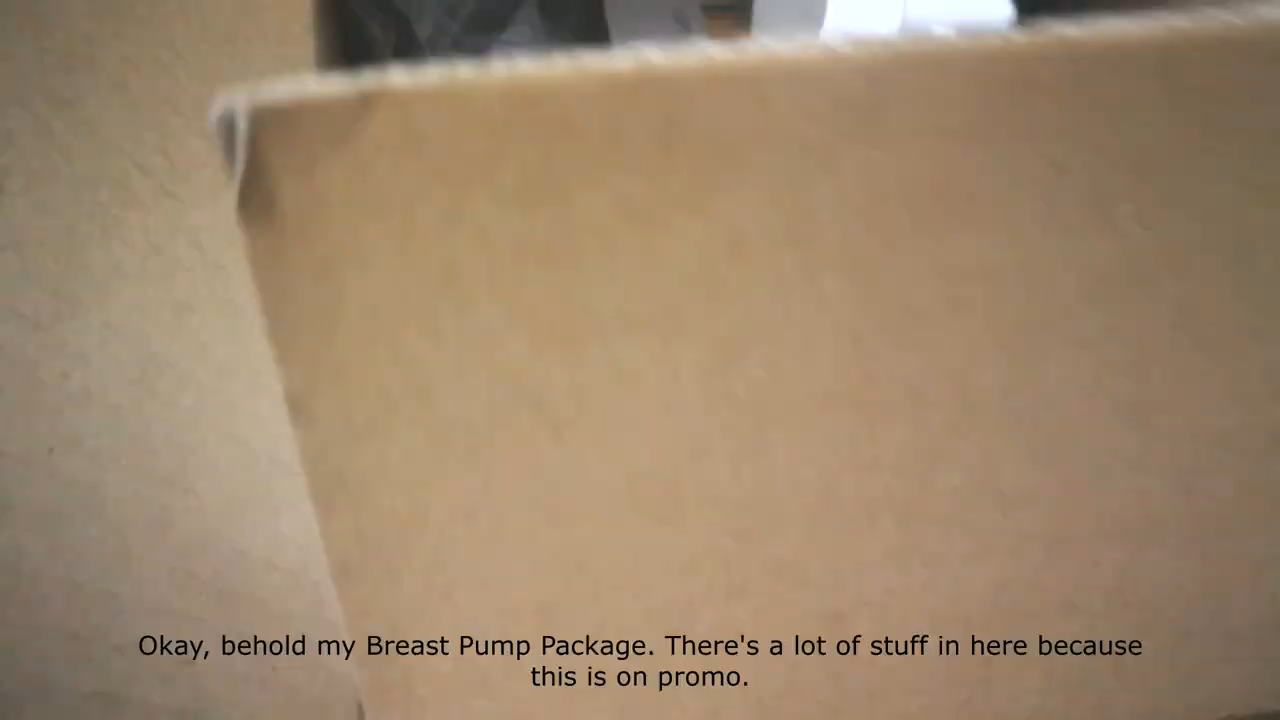 Okay, behold my Breast Pump Package. There's a lot of stuff in here because
this is on promo.